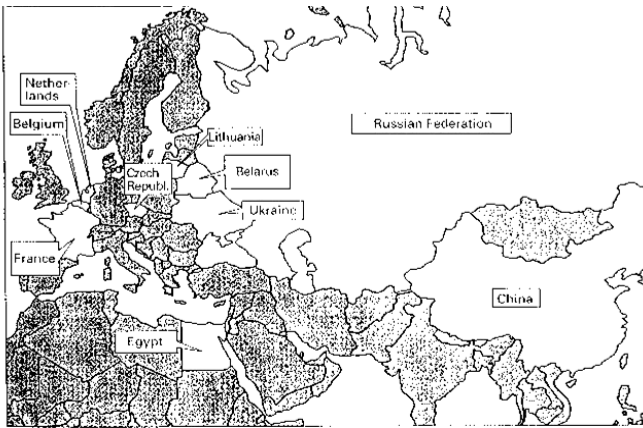 Nether-
lands
Belgium
Russian Federation
Lithuania
Czech
Republ.
Belarus
Ukraine
France
China
Egypt